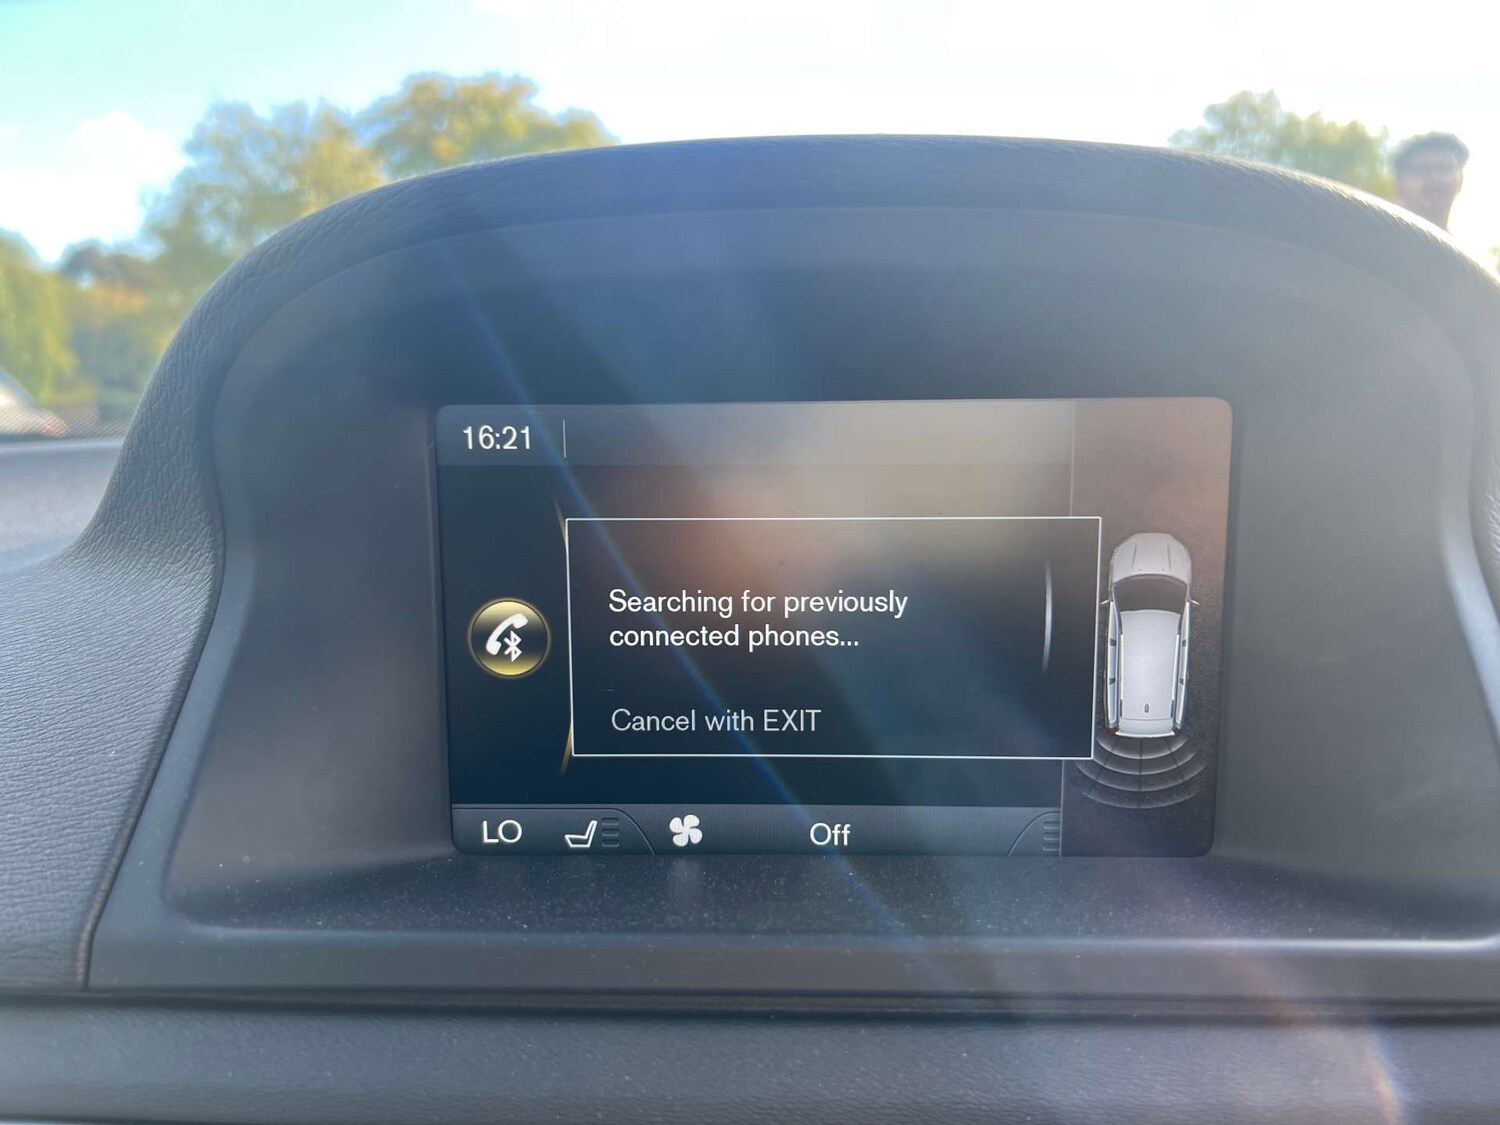 16:21
Searching for previously
connected phones...
Cancel with EXIT
LO
Off